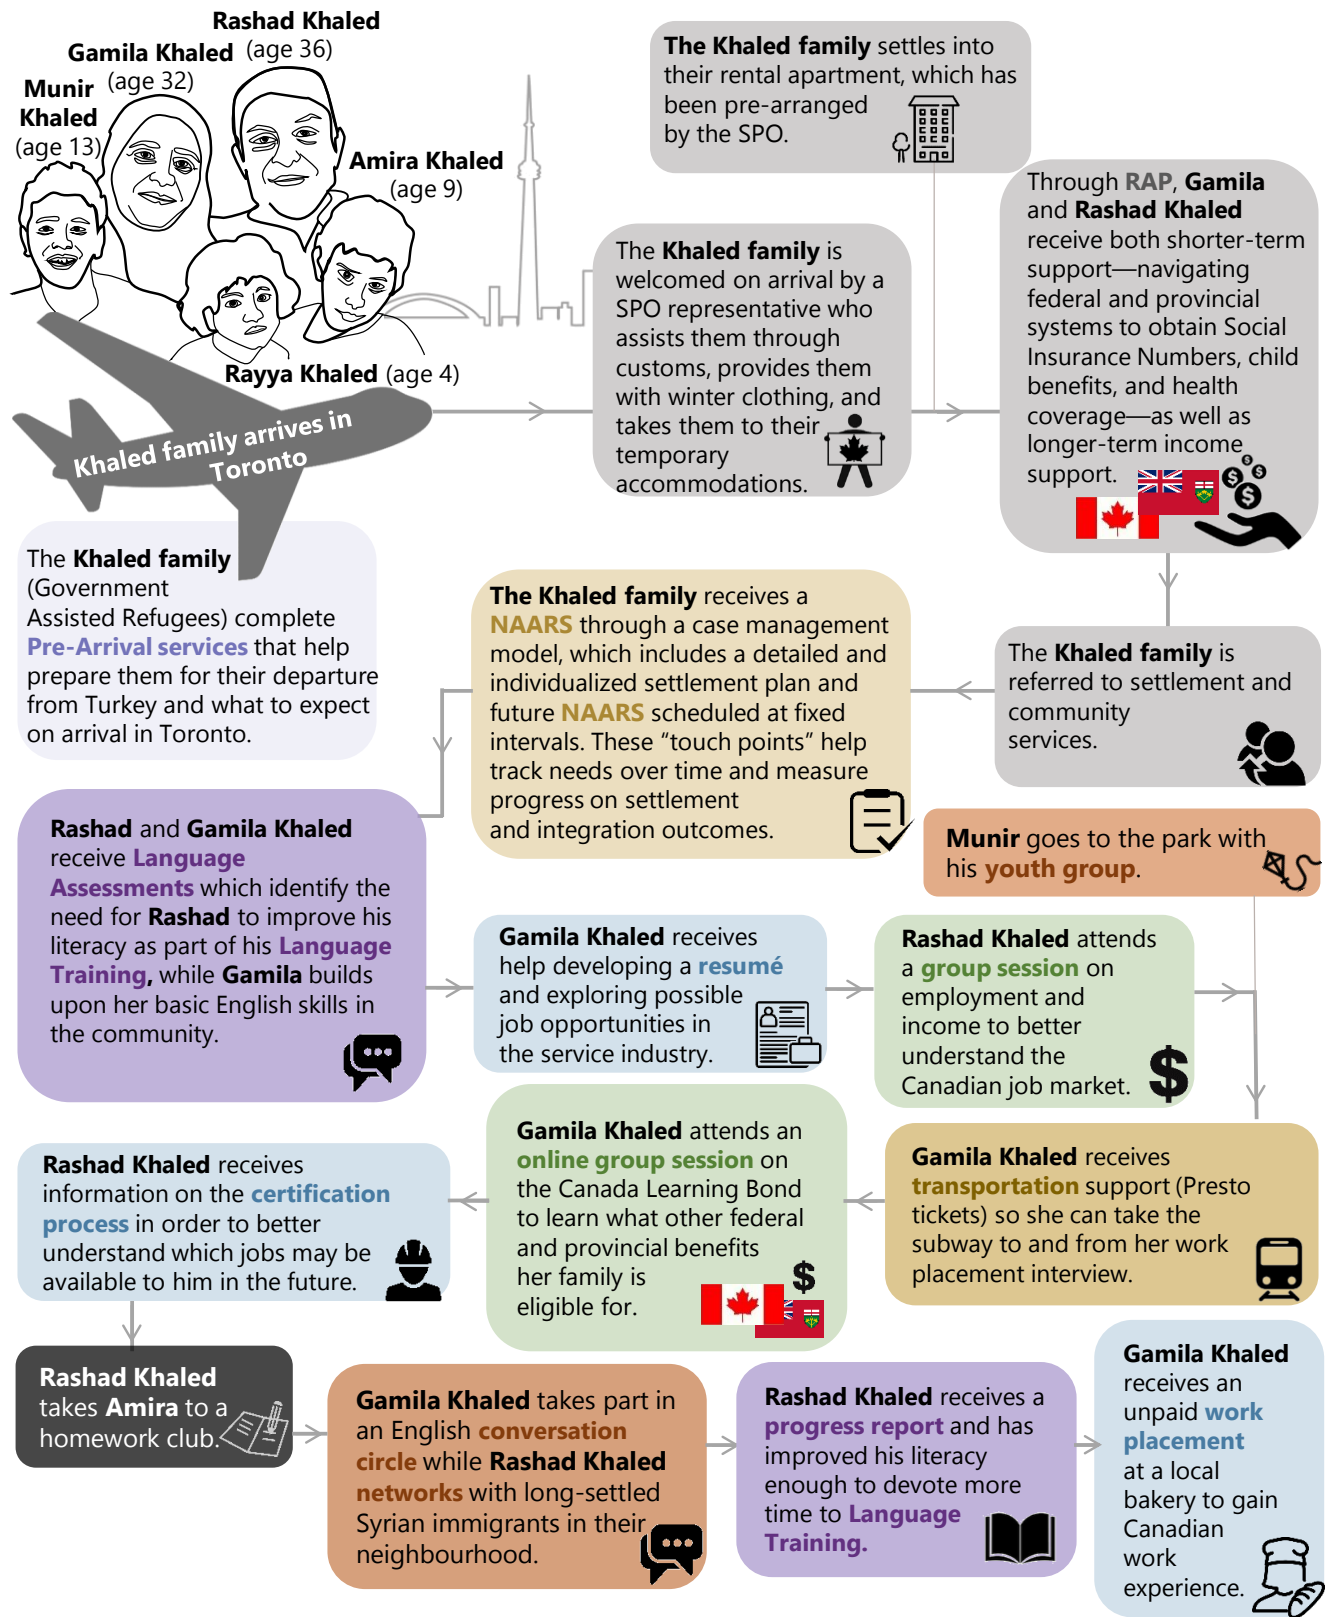 Rashad Khaled
(age 36)
Gamila Khaled
(age 32)
Munir
Khaled
(age 13)
Amira Khaled
(age 9)
Rayya Khaled (age 4)
Khaled family arrives in
Toronto
The Khaled family
(Government
Assisted Refugees) complete
Pre-Arrival services that help
prepare them for their departure
from Turkey and what to expect
on arrival in Toronto.
The Khaled family is
welcomed on arrival by a
SPO representative who
assists them through
customs, provides them
with winter clothing, and
takes them to their
temporary
accommodations.
The Khaled family settles into
their rental apartment, which has
been pre-arranged
by the SPO.
Through RAP, Gamila
and Rashad Khaled
receive both shorter-term
support—navigating
federal and provincial
systems to obtain Social
Insurance Numbers, child
benefits, and health
coverage—as well as
longer-term income
support.
$
$
$
$
The Khaled family is
referred to settlement and
community
services.
The Khaled family receives a
NAARS through a case management
model, which includes a detailed and
individualized settlement plan and
future NAARS scheduled at fixed
intervals. These “touch points” help
track needs over time and measure
progress on settlement
and integration outcomes.
Rashad and Gamila Khaled
receive Language
Assessments which identify the
need for Rashad to improve his
literacy as part of his Language
Training, while Gamila builds
upon her basic English skills in
the community.
Gamila Khaled receives
help developing a resumé
and exploring possible
job opportunities in
the service industry.
Rashad Khaled attends
a group session on
employment and
income to better
understand the
Canadian job market.
$
Munir goes to the park with
his youth group.
Gamila Khaled receives
transportation support (Presto
tickets) so she can take the
subway to and from her work
placement interview.
Gamila Khaled attends an
online group session on
the Canada Learning Bond
to learn what other federal
and provincial benefits
her family is
eligible for.
$
Rashad Khaled receives
information on the certification
process in order to better
understand which jobs may be
available to him in the future.
Rashad Khaled
takes Amira to a
homework club.
Gamila Khaled takes part in
an English conversation
circle while Rashad Khaled
networks with long-settled
Syrian immigrants in their
neighbourhood.
Rashad Khaled receives a
progress report and has
improved his literacy
enough to devote more
time to Language
Training.
Gamila Khaled
receives an
unpaid work
placement
at a local
bakery to gain
Canadian
work
experience.